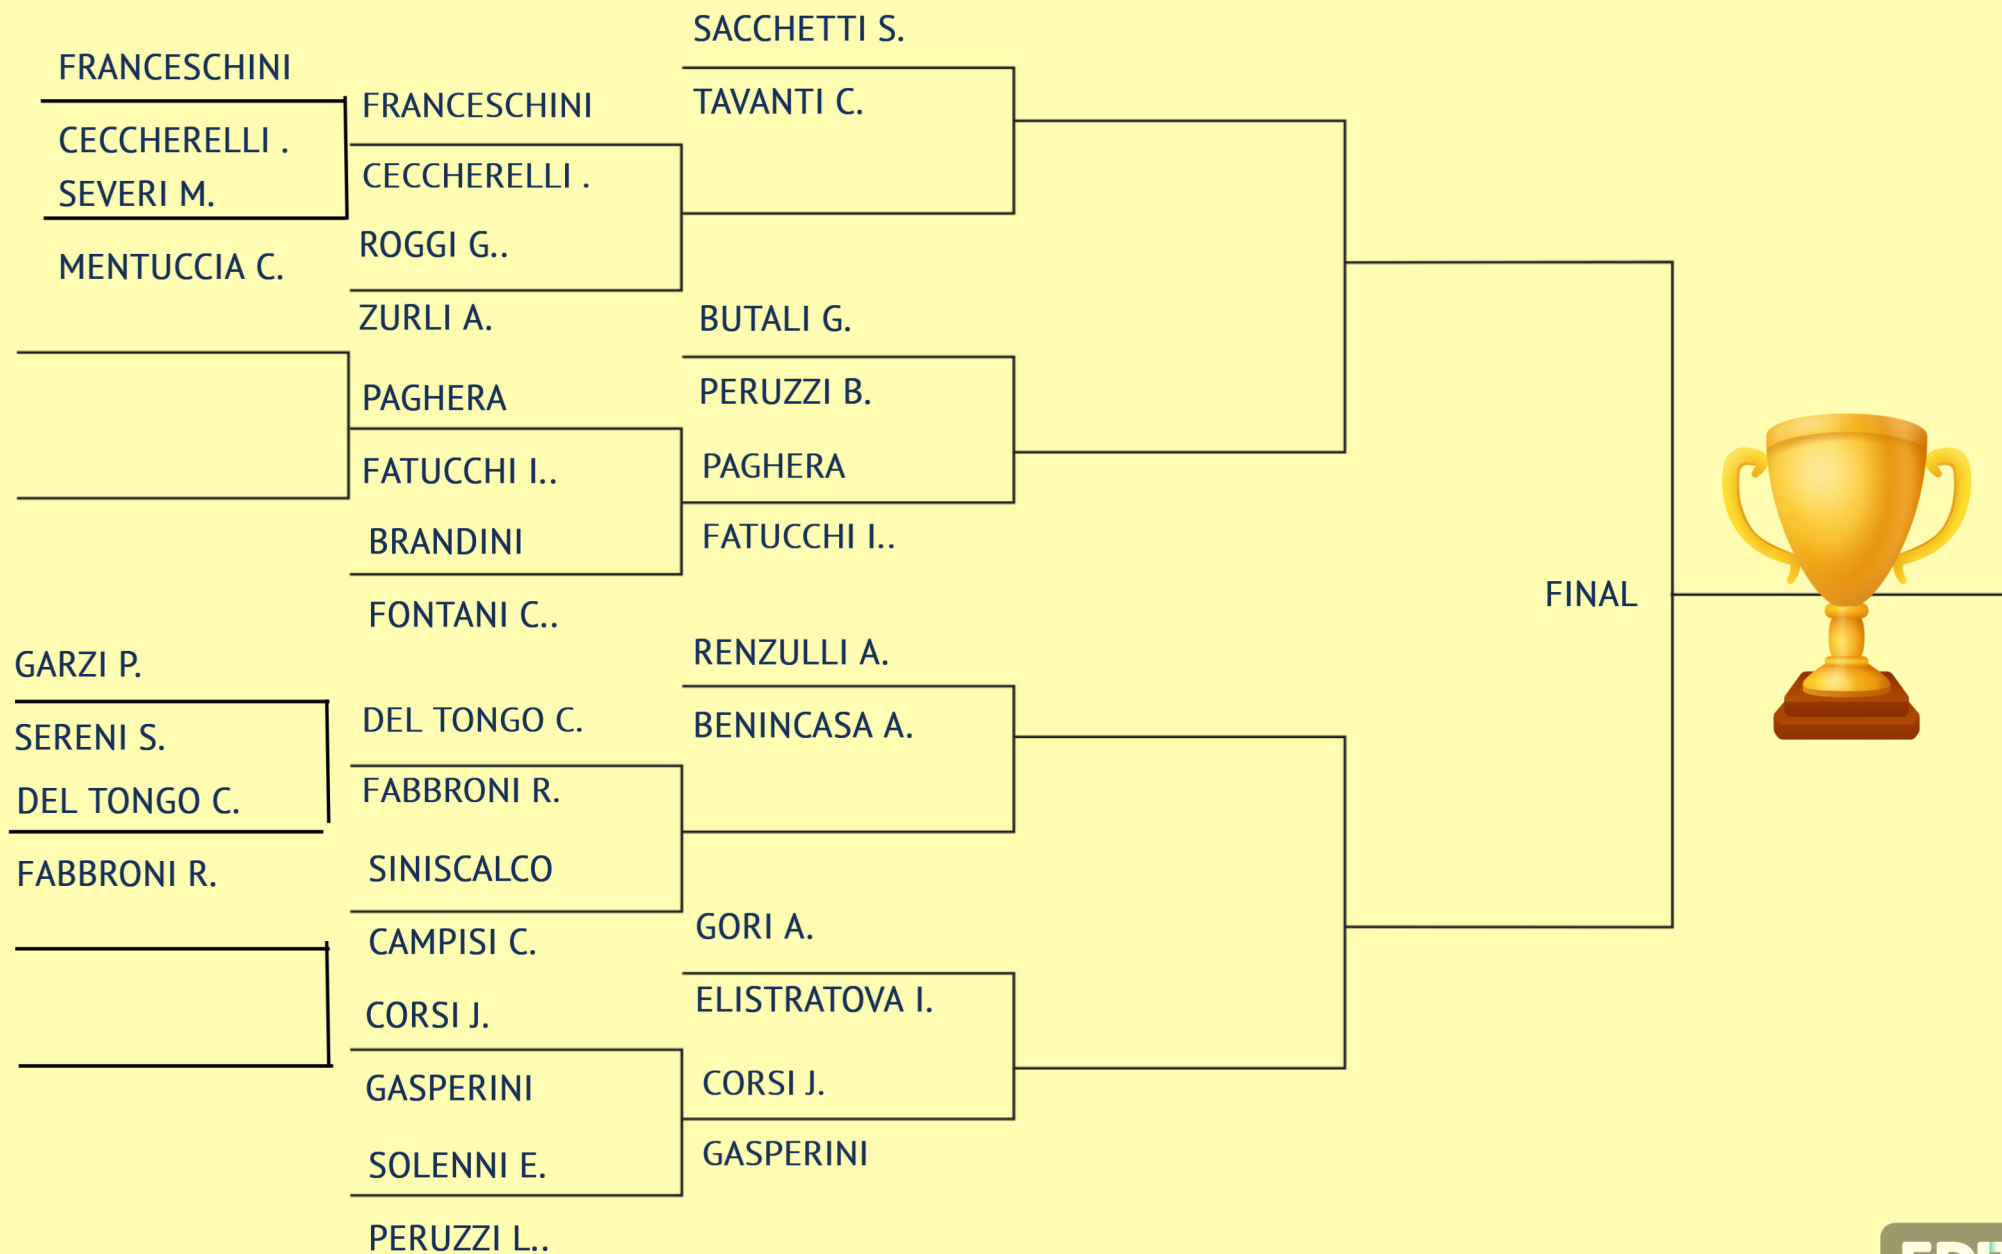 FRANCESCHINI
CECCHERELLI .
SEVERI M.
MENTUCCIA C.
GARZI P.
SERENI S.
DEL TONGO C.
FABBRONI R.
FRANCESCHINI
CECCHERELLI .
ROGGI G..
ZURLI A.
PAGHERA
FATUCCHI I..
BRANDINI
FONTANI C..
DEL TONGO C.
FABBRONI R.
SINISCALCO
CAMPISI C.
CORSI J.
GASPERINI
SOLENNI E.
PERUZZI L..
SACCHETTI S.
TAVANTI C.
BUTALI G.
PERUZZI B.
PAGHERA
FATUCCHI I..
RENZULLI A.
BENINCASA A.
GORI A.
ELISTRATOVA I.
CORSI J.
GASPERINI
FINAL